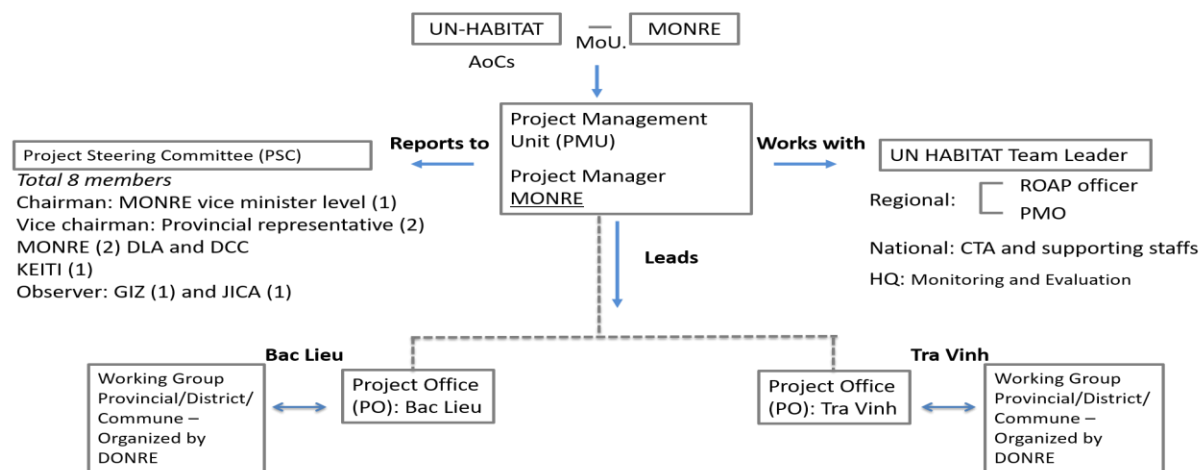 UN-HABITAT
MoU.
MONRE
AoCs
Project Management
Unit (PMU)
Project Manager
MONRE
Reports to
Works with
Project Steering Committee (PSC)
Total 8 members
Chairman: MONRE vice minister level (1)
Vice chairman: Provincial representative (2)
MONRE (2) DLA and DCC
KEITI (1)
Observer: GIZ (1) and JICA (1)
UN HABITAT Team Leader
Regional:
ROAP officer
PMO
National: CTA and supporting staffs
HQ: Monitoring and Evaluation
Leads
Bac Lieu
Working Group
Provincial/District/
Commune –
Organized by
DONRE
Project Office
(PO): Bac Lieu
Tra Vinh
Project Office
(PO): Tra Vinh
Working Group
Provincial/District/
Commune –
Organized by
DONRE